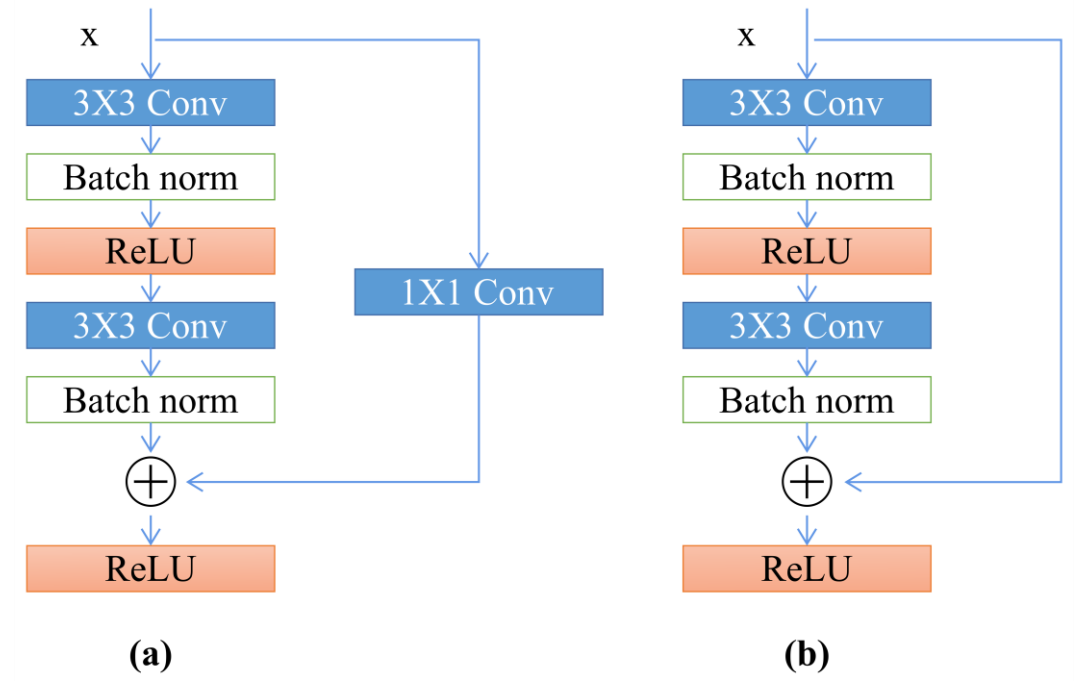 x
3X3 Conv
Batch norm
ReLU
3X3 Conv
1X1 Conv
Batch norm
ReLU
(a)
x
3X3 Conv
Batch norm
ReLU
3X3 Conv
Batch norm
ReLU
(b)